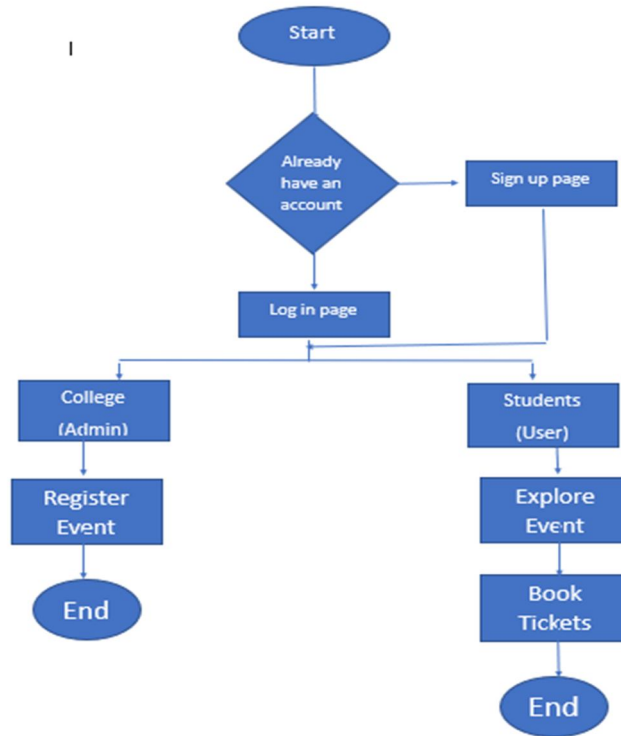 Start
I
Already
have an
account
Sign up page
Log in page
College
(Admin)
Students
(User)
Register
Event
Explore
Event
End
Book
Tickets
End